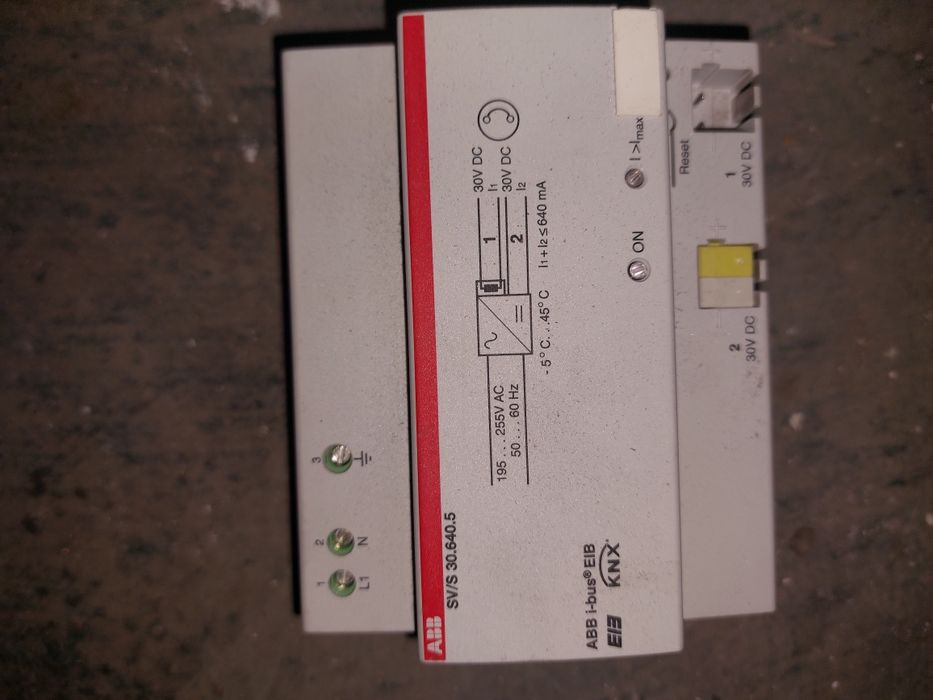 ABB
SV/S 30.640.5
1
L1
2
N
3
195 . . . 255V AC
50 . . . 60 Hz
1
2
30V DC
I1
30V DC
I2
- 5° C. . .45° C
I1 + I2 ≤ 640 mA
ON
I >Imax
ABB i-bus® EIB
EIB
KNX
Reset
1
30V DC
2
30V DC